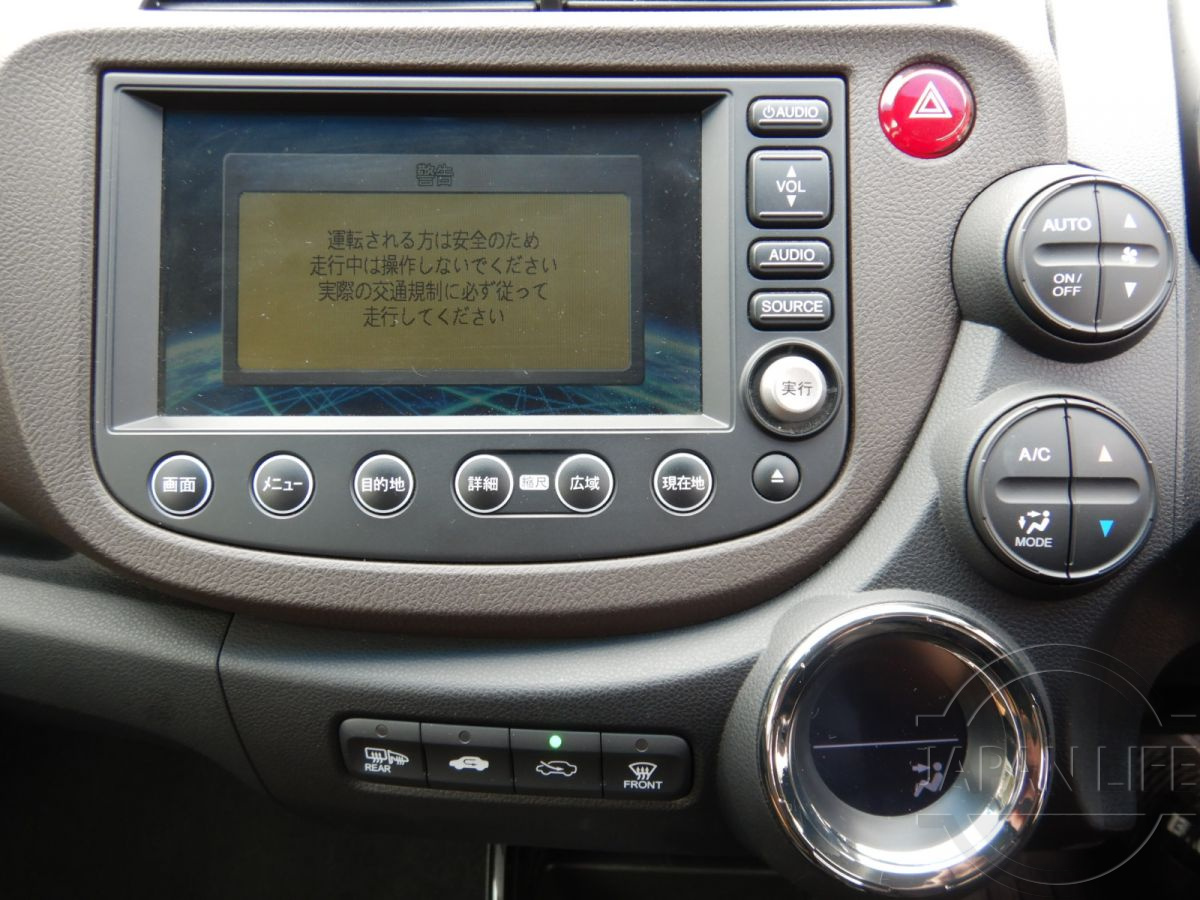 警告
運転される方は安全のため
走行中は操作しないでください
実際の交通規制に必ず従って
走行してください
AUDIO
VOL
AUDIO
SOURCE
実行
画面
メニュー
目的地
詳細
縮尺
広域
現在地
AUTO
ON/
OFF
A/C
MODE
REAR
FRONT
JAPAN LIFE